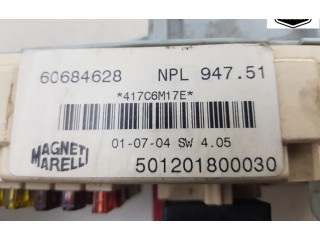 60684628 NPL 947.51
*417C6M17E*
01-07-04 SW 4.05
MAGNETI
MARELLI
501201800030